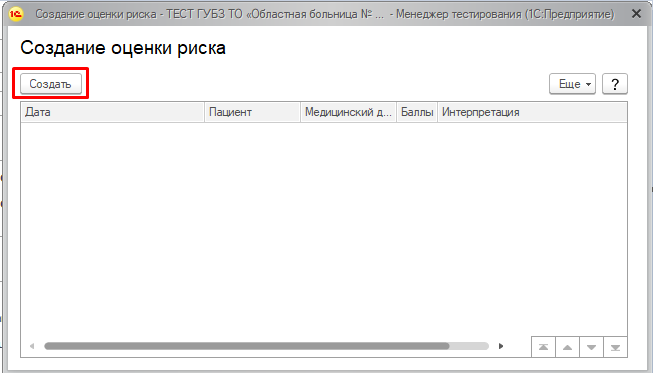 1С Создание оценки риска - ТЕСТ ГУБЗ ТО «Областная больница № ... - Менеджер тестирования (1С:Предприятие)
Создание оценки риска
Создать Еще ?
Дата Пациент Медицинский д... Баллы Интерпретация